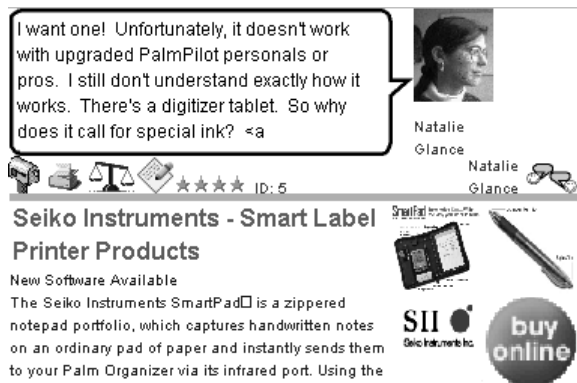 I want one!  Unfortunately, it doesn't work
with upgraded PalmPilot personals or
pros.  I still don't understand exactly how it
works.  There's a digitizer tablet.  So why
does it call for special ink?  <a
Natalie
Glance
Natalie
Glance
ID: 5
Seiko Instruments - Smart Label
Printer Products
SmartPad
New Software Available
The Seiko Instruments SmartPad□ is a zippered
notepad portfolio, which captures handwritten notes
on an ordinary pad of paper and instantly sends them
to your Palm Organizer via its infrared port. Using the
SII
Seiko Instruments Inc.
buy
online